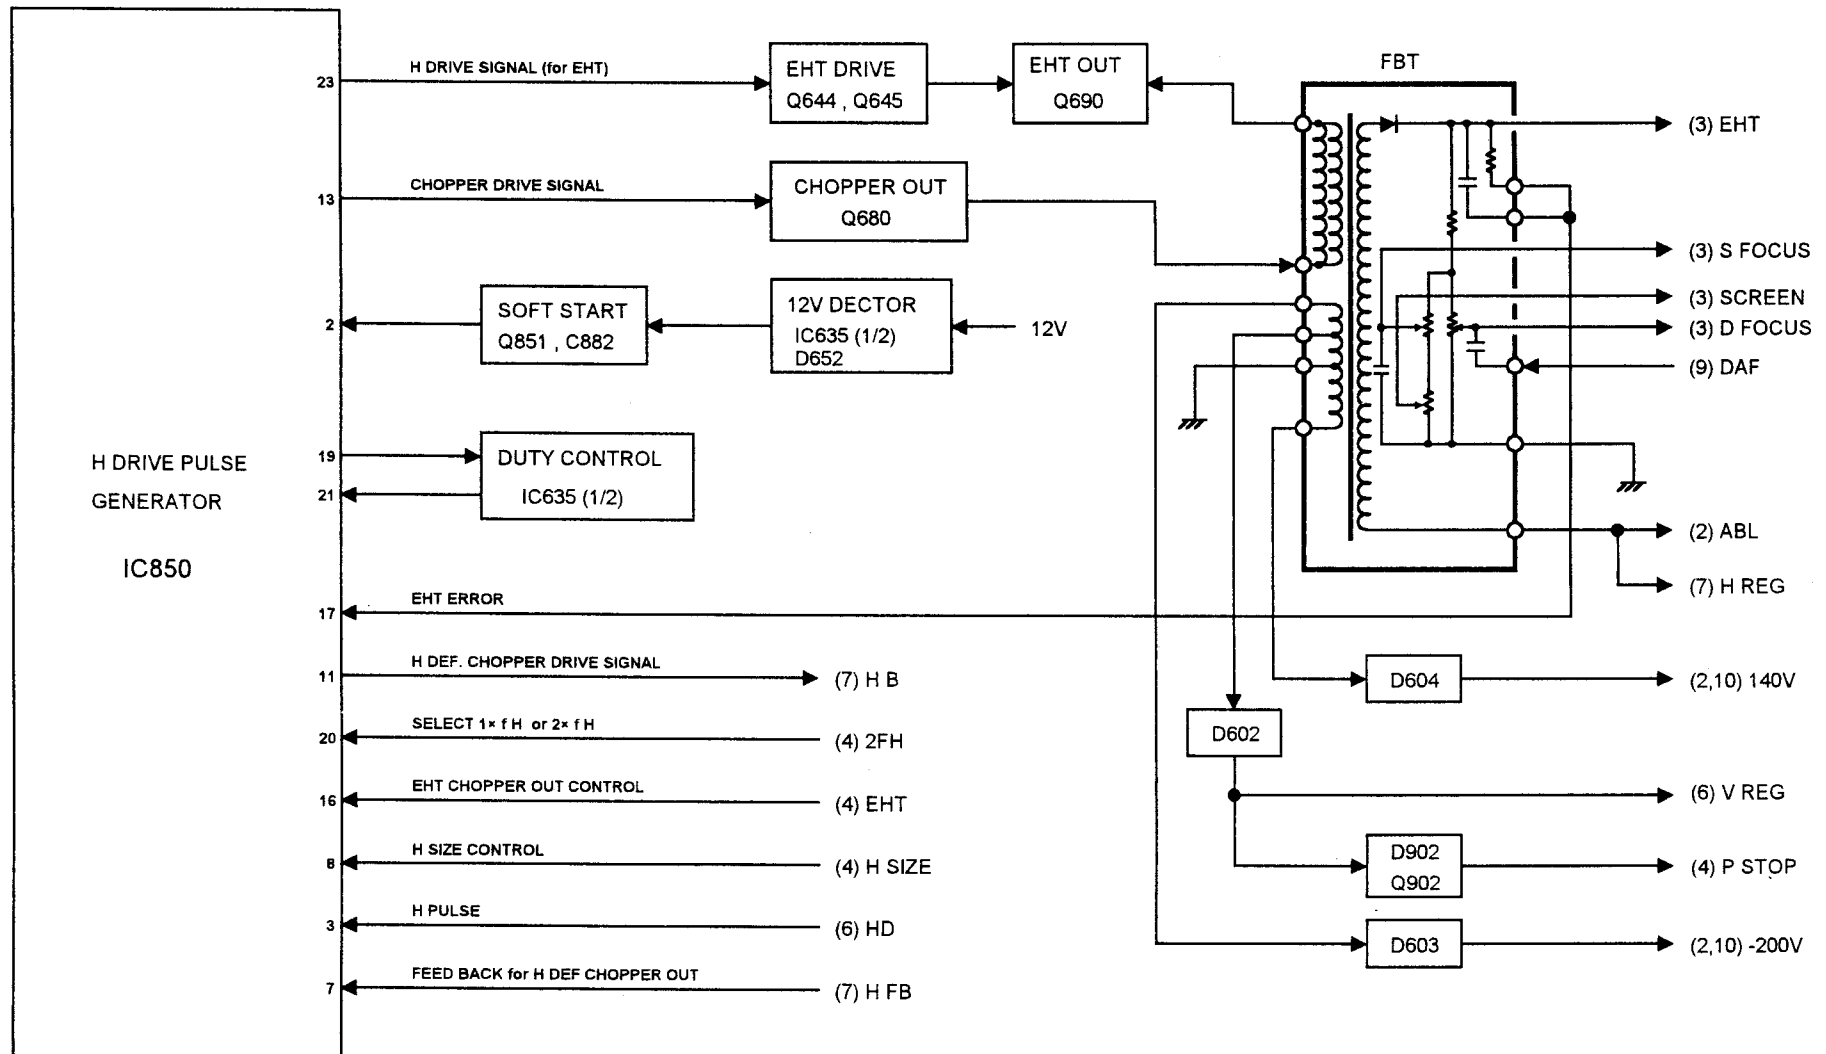 FBT
H DRIVE SIGNAL (for EHT)
23
EHT DRIVE
Q644 , Q645
EHT OUT
Q690
(3) EHT
CHOPPER DRIVE SIGNAL
13
CHOPPER OUT
Q680
(3) S FOCUS
(3) SCREEN
(3) D FOCUS
(9) DAF
2
SOFT START
Q851 , C882
12V DECTOR
IC635 (1/2)
D652
12V
H DRIVE PULSE
GENERATOR
IC850
19
21
DUTY CONTROL
IC635 (1/2)
(2) ABL
(7) H REG
EHT ERROR
17
H DEF. CHOPPER DRIVE SIGNAL
11
(7) H B
D604
(2,10) 140V
SELECT 1× f H or 2× f H
20
(4) 2FH
D602
EHT CHOPPER OUT CONTROL
16
(4) EHT
(6) V REG
H SIZE CONTROL
8
(4) H SIZE
D902
Q902
(4) P STOP
H PULSE
3
(6) HD
D603
(2,10) -200V
FEED BACK for H DEF CHOPPER OUT
7
(7) H FB